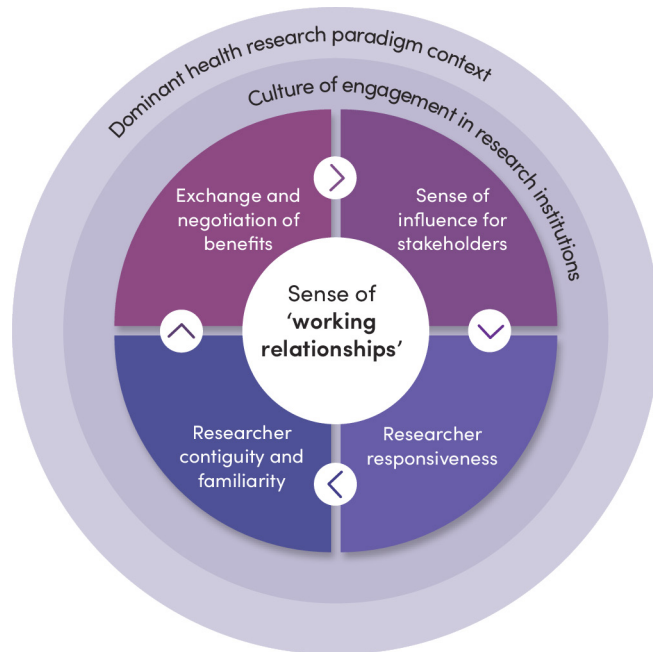 Dominant health research paradigm context
Culture of engagement in research institutions
Exchange and
negotiation of
benefits
Sense of
influence for
stakeholders
Sense of
‘working
relationships’
Researcher
contiguity and
familiarity
Researcher
responsiveness